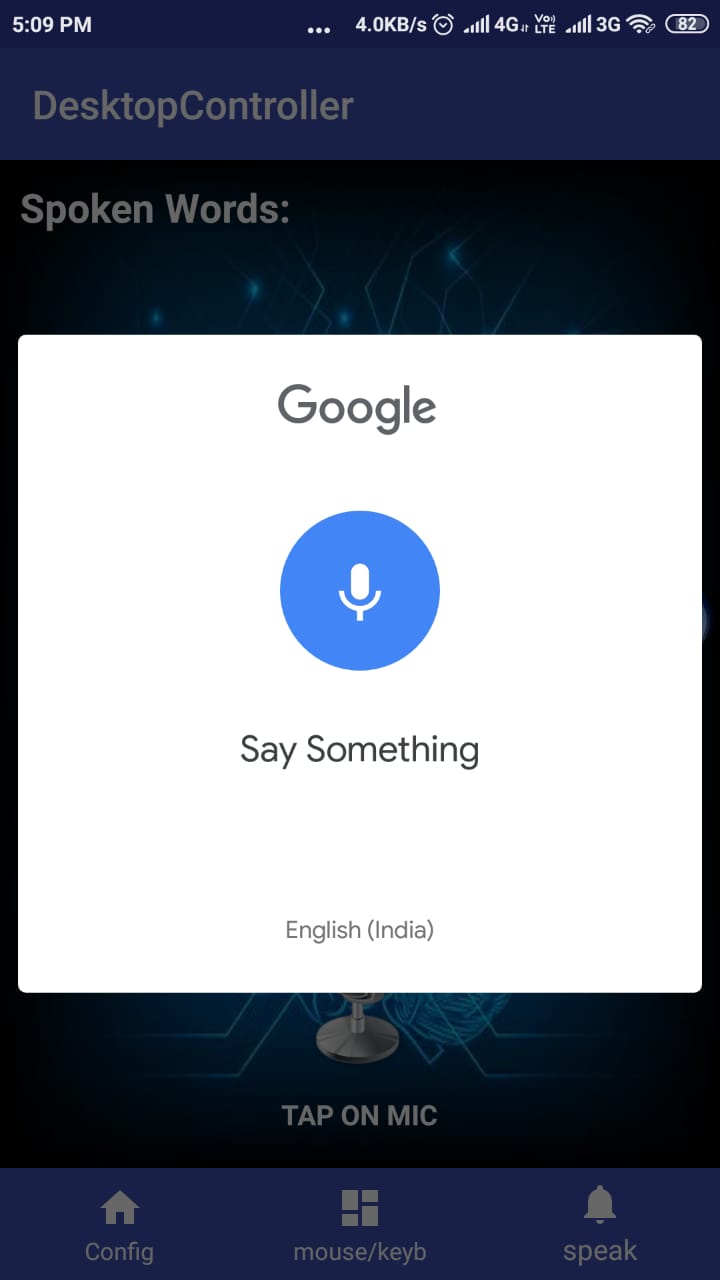 5:09 PM ... 4.0KB/s 4G Vo) LTE 3G 82
DesktopController
Spoken Words:
Google
Say Something
English (India)
TAP ON MIC
Config mouse/keyb speak